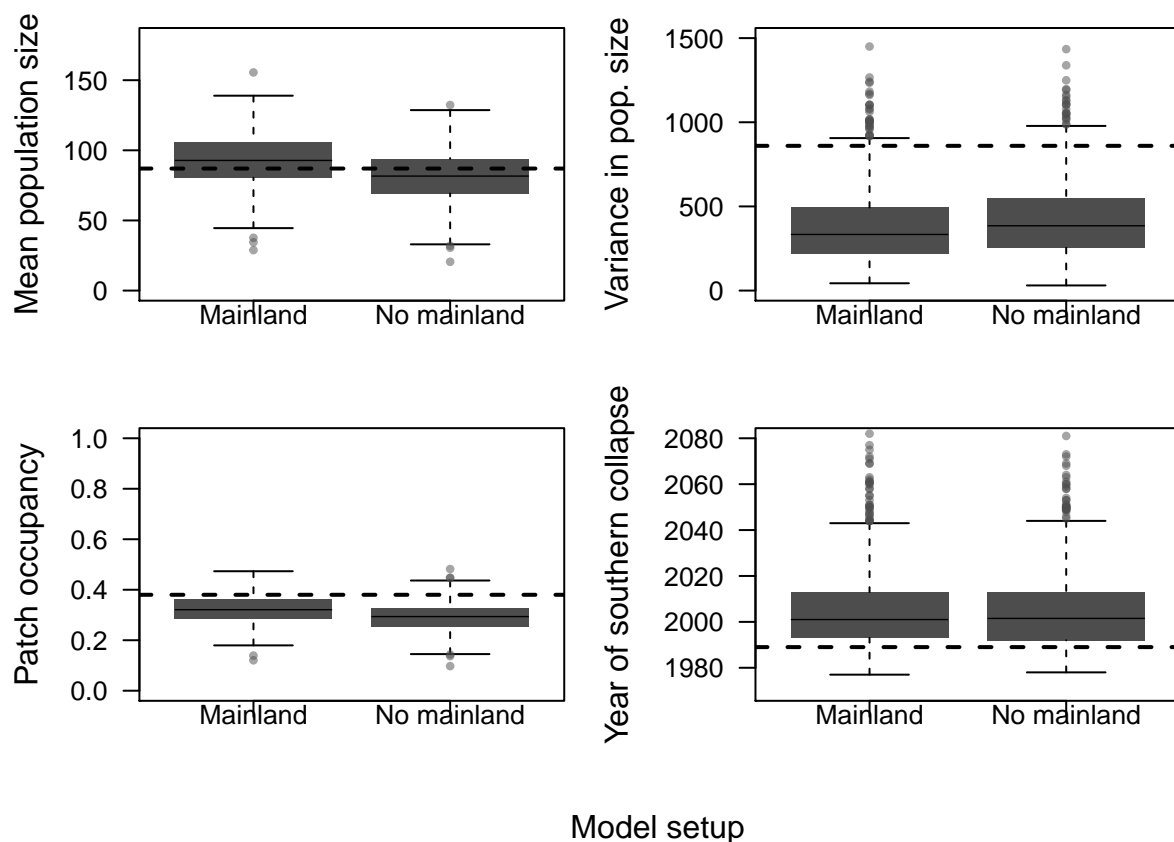 Mean population size
150
100
50
0
Mainland
No mainland
Variance in pop. size
1500
1000
500
0
Mainland
No mainland
Patch occupancy
1.0
0.8
0.6
0.4
0.2
0.0
Mainland
No mainland
Year of southern collapse
2080
2060
2040
2020
2000
1980
Mainland
No mainland
Model setup